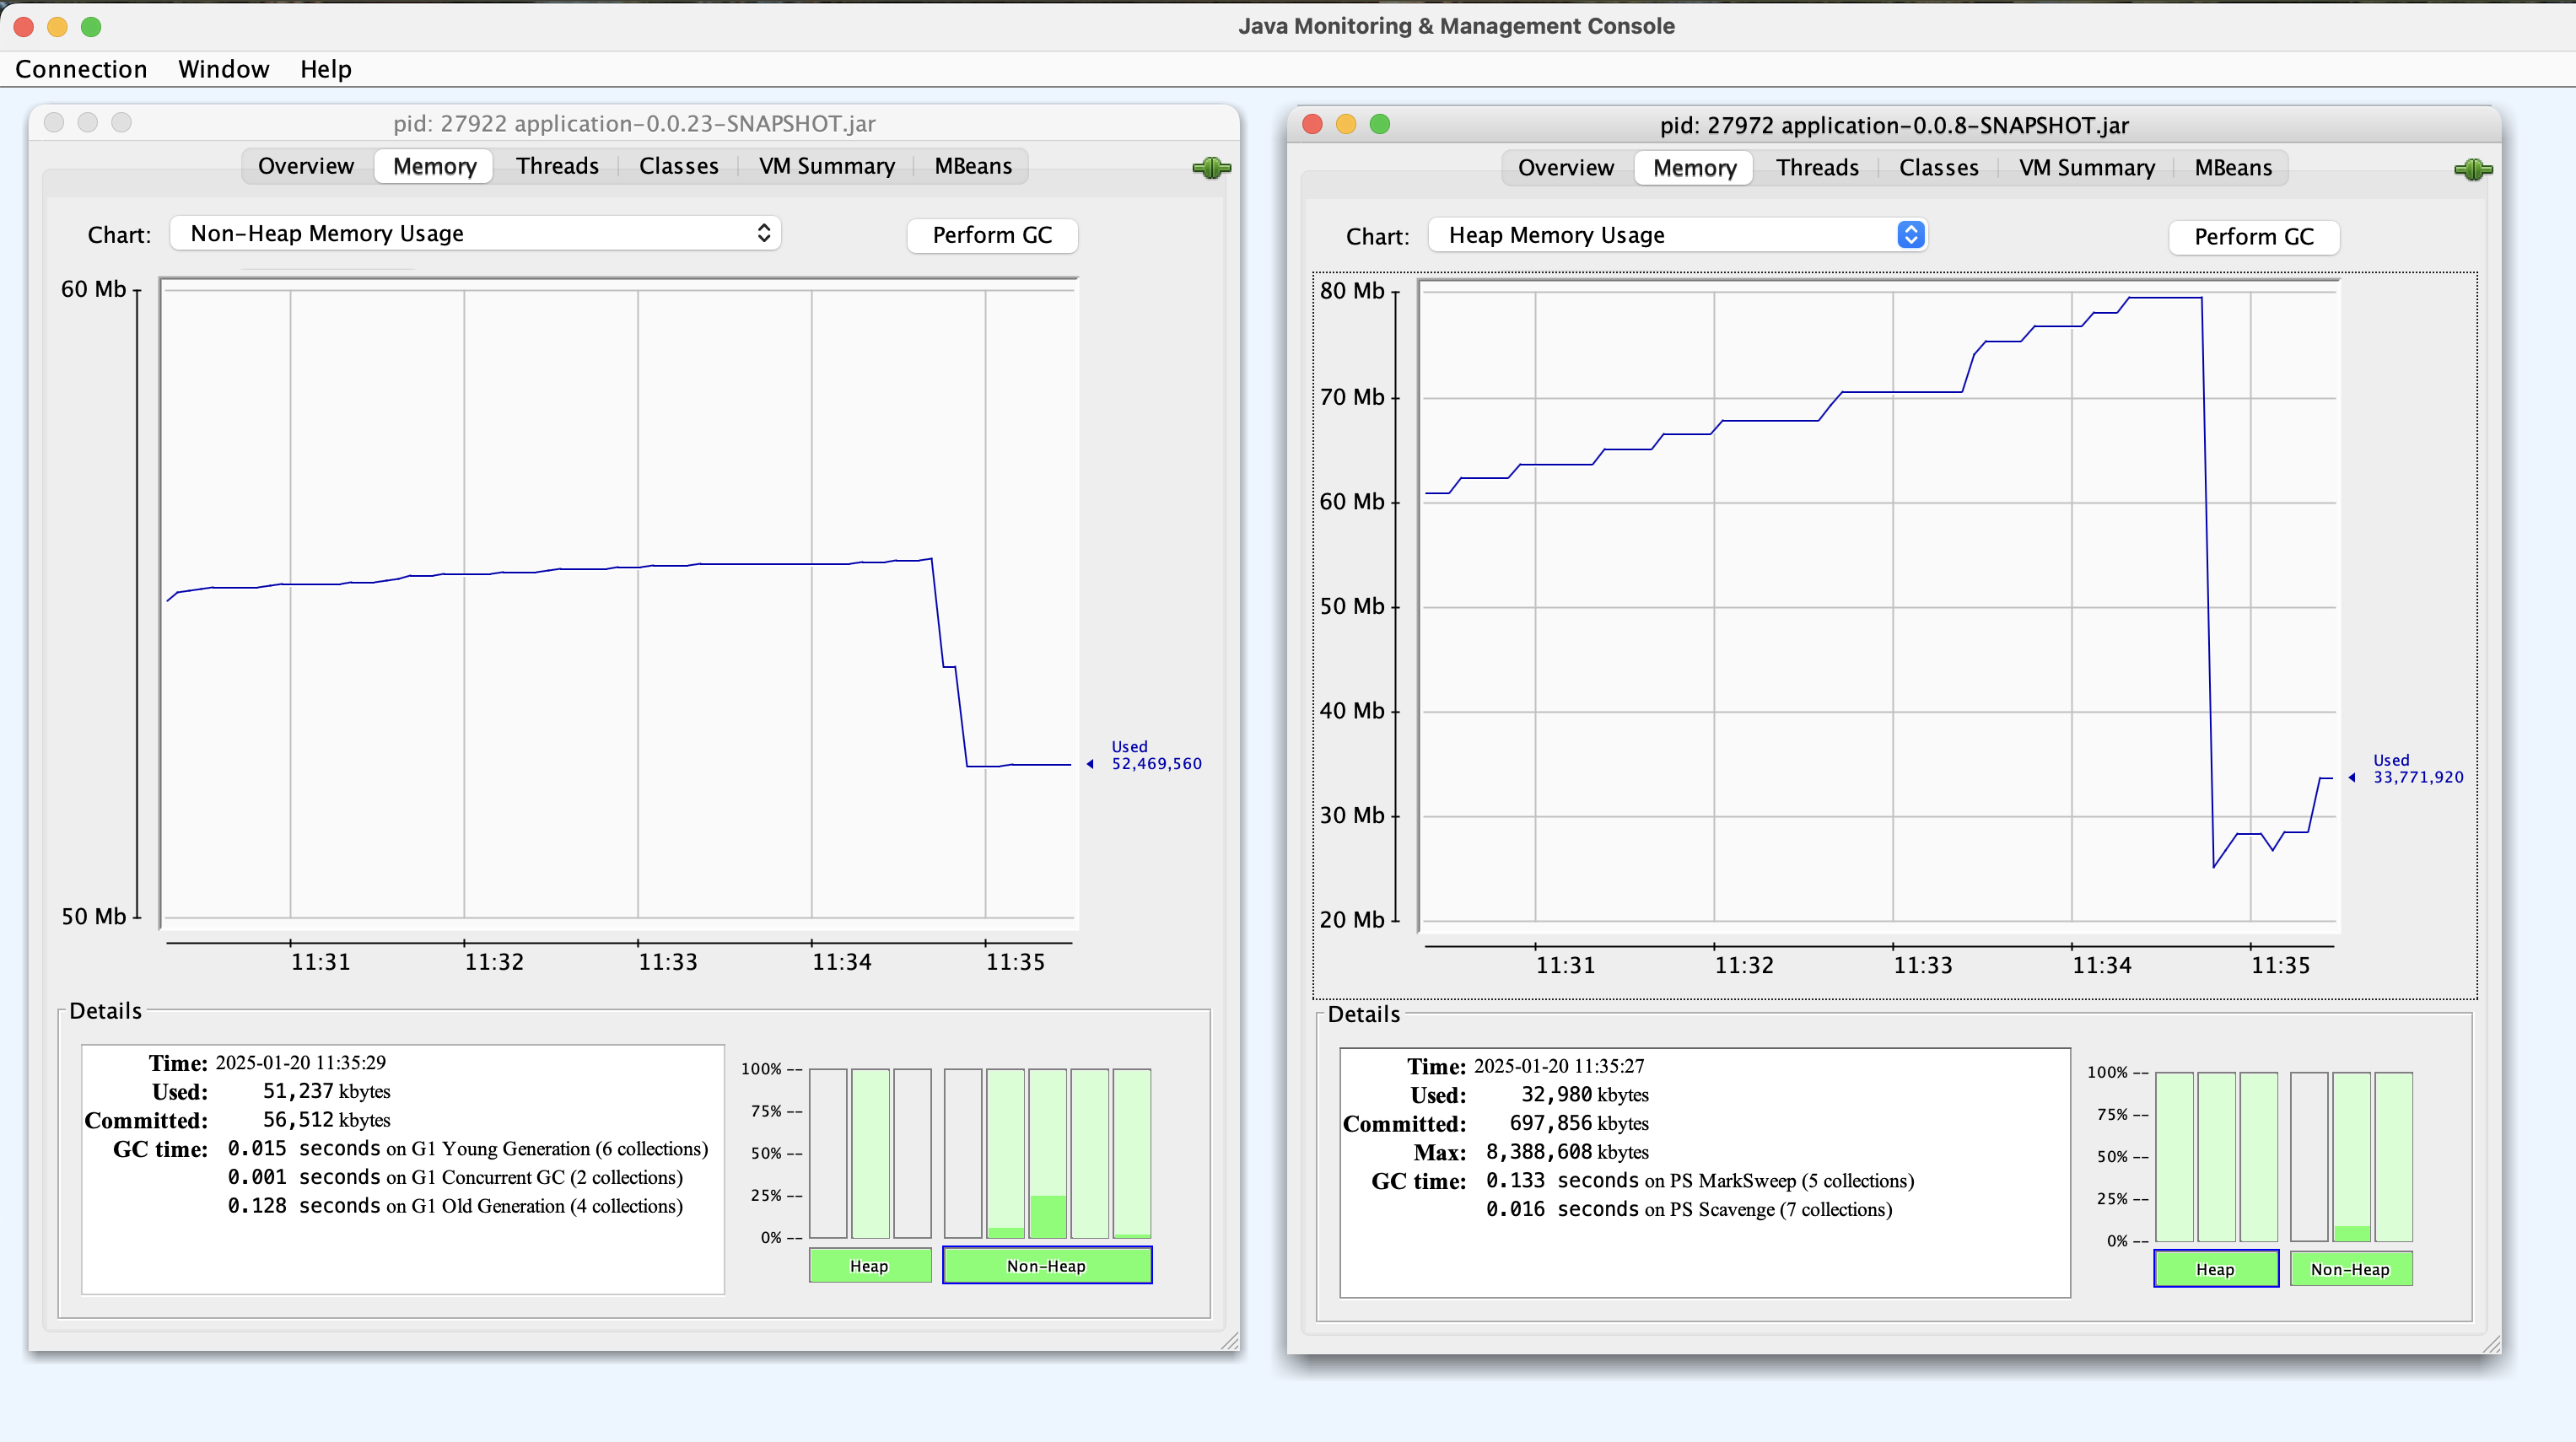 Java Monitoring & Management Console
Connection Window Help
pid: 27922 application-0.0.23-SNAPSHOT.jar
Overview Memory Threads Classes VM Summary MBeans
Chart: Non-Heap Memory Usage Perform GC
60 Mb
50 Mb
Used
52,469,560
11:31 11:32 11:33 11:34 11:35
Details
Time: 2025-01-20 11:35:29
Used: 51,237 kbytes
Committed: 56,512 kbytes
GC time: 0.015 seconds on G1 Young Generation (6 collections)
0.001 seconds on G1 Concurrent GC (2 collections)
0.128 seconds on G1 Old Generation (4 collections)
100% --
75% --
50% --
25% --
0% --
Heap Non-Heap
pid: 27972 application-0.0.8-SNAPSHOT.jar
Overview Memory Threads Classes VM Summary MBeans
Chart: Heap Memory Usage Perform GC
80 Mb
70 Mb
60 Mb
50 Mb
40 Mb
30 Mb
20 Mb
Used
33,771,920
11:31 11:32 11:33 11:34 11:35
Details
Time: 2025-01-20 11:35:27
Used: 32,980 kbytes
Committed: 697,856 kbytes
Max: 8,388,608 kbytes
GC time: 0.133 seconds on PS MarkSweep (5 collections)
0.016 seconds on PS Scavenge (7 collections)
100% --
75% --
50% --
25% --
0% --
Heap Non-Heap